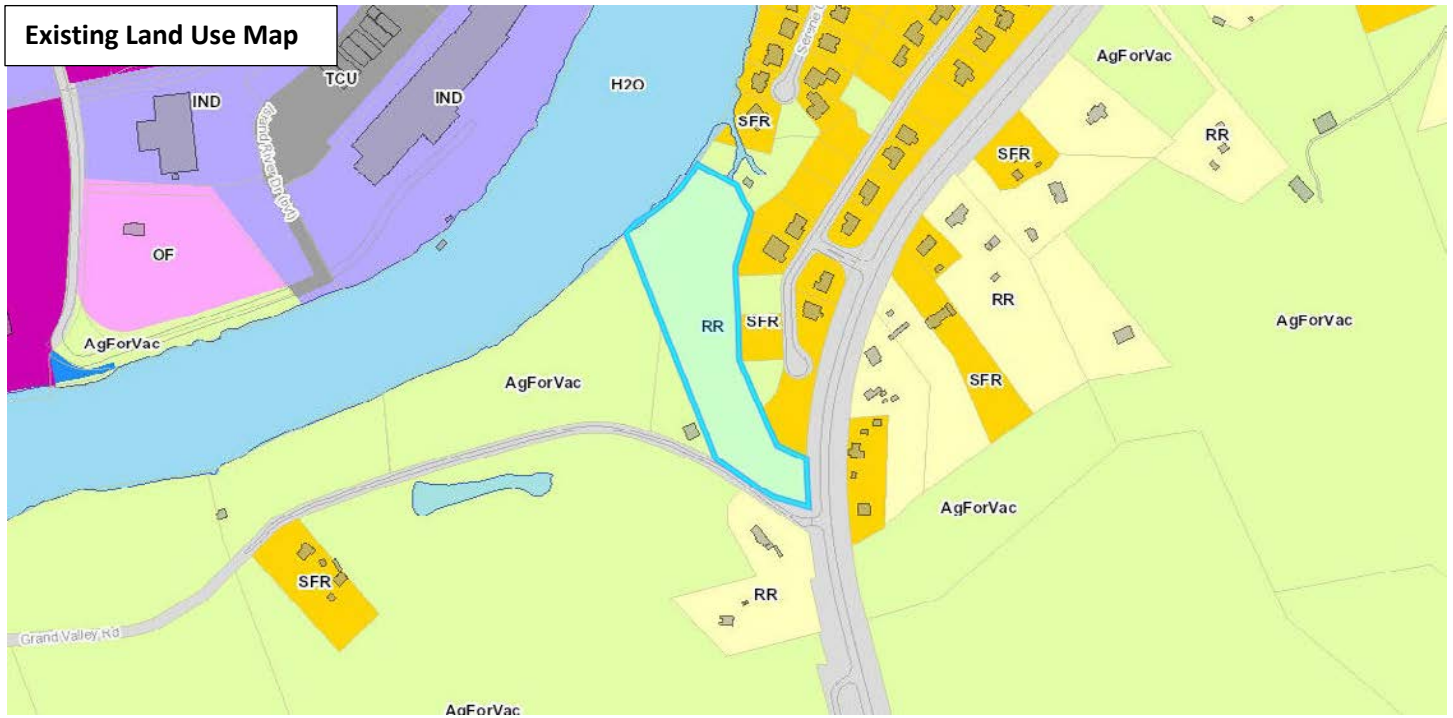 Existing Land Use Map
TCU
IND
IND
H2O
Serene
AgForVac
SFR
RR
SFR
OF
RR
AgForVac
RR
SFR
AgForVac
SFR
AgForVac
AgForVac
SFR
RR
Grand Valley Rd
AgForVac